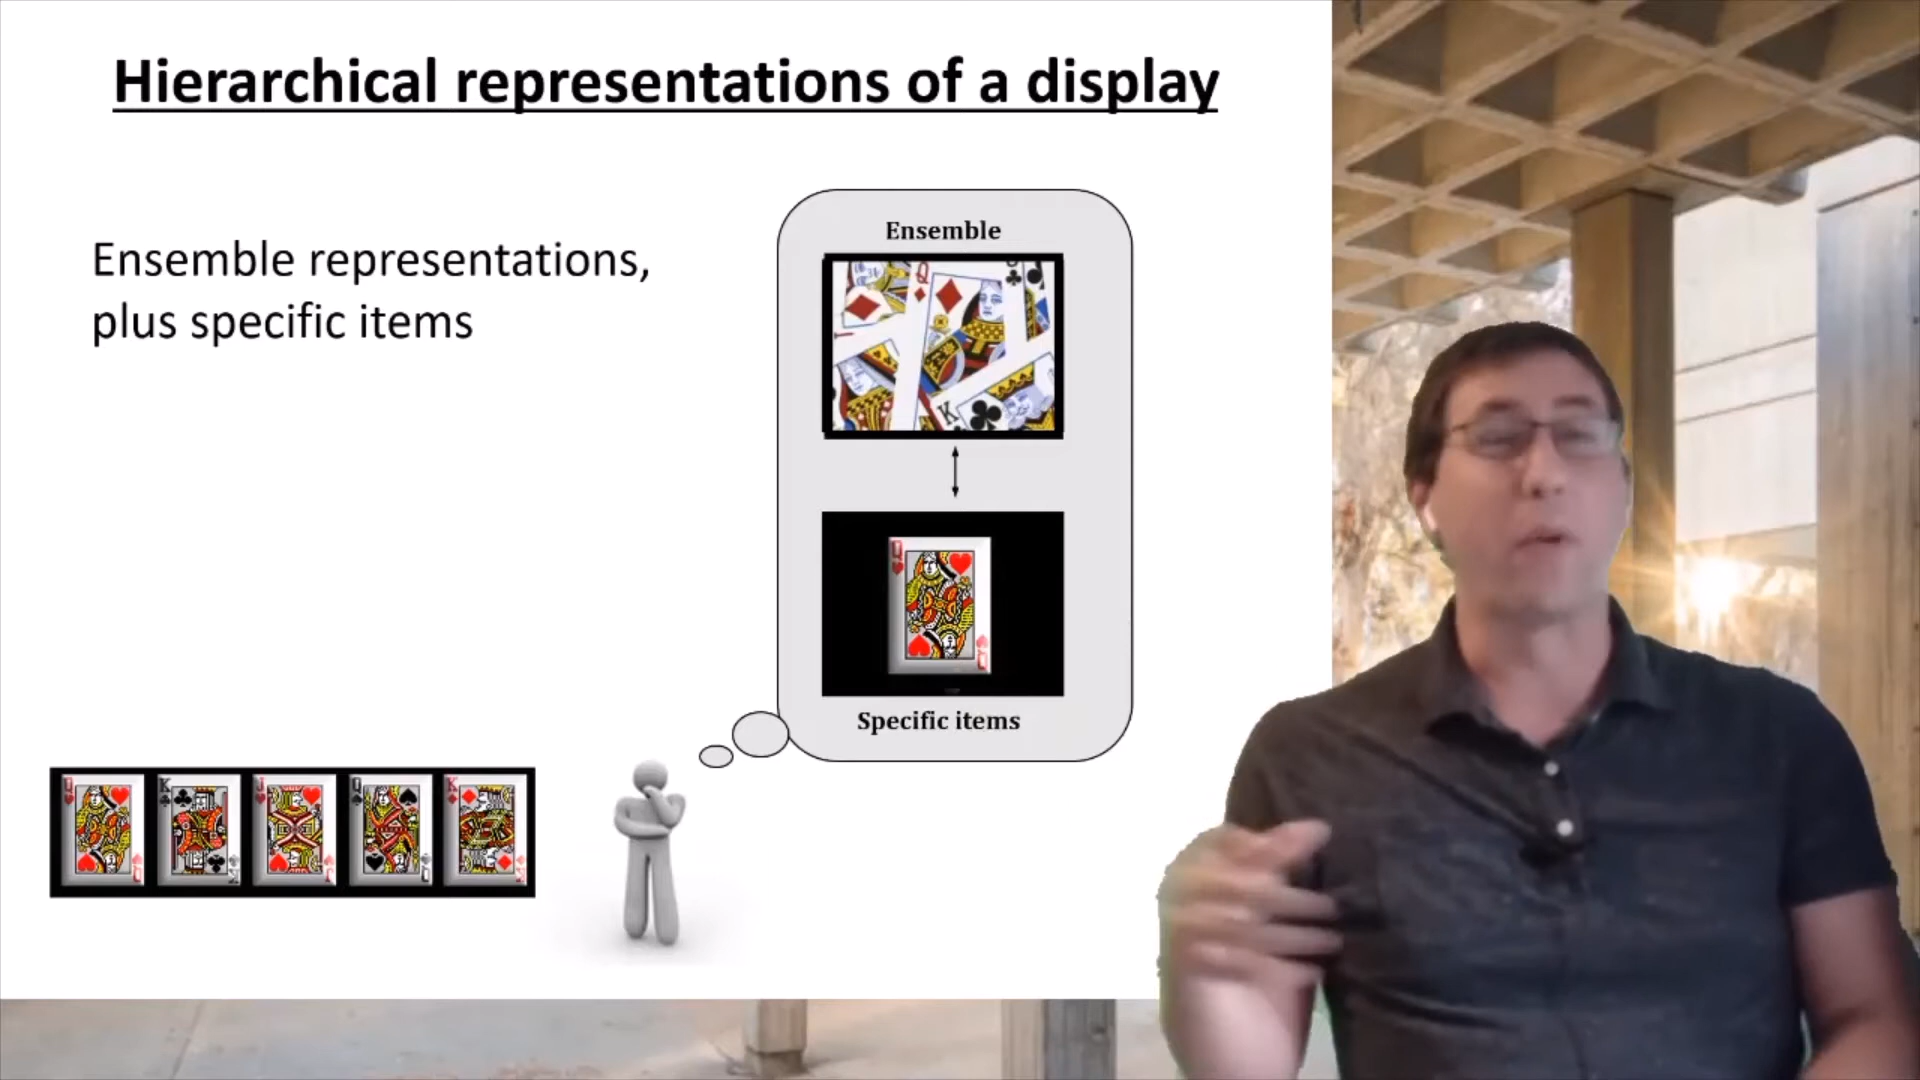 Hierarchical representations of a display
Ensemble representations,
plus specific items
Ensemble
Q
K
Q
Specific items
Q K J Q K